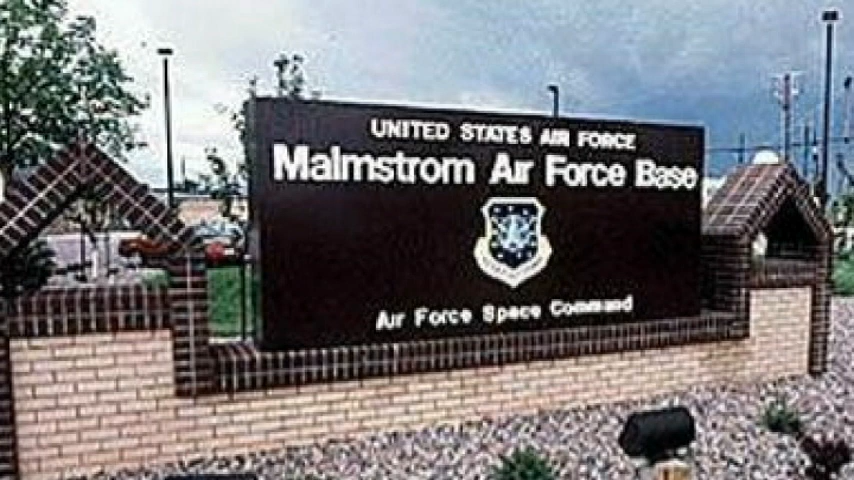 UNITED STATES AIR FORCE
Malmstrom Air Force Base
Air Force Space Command